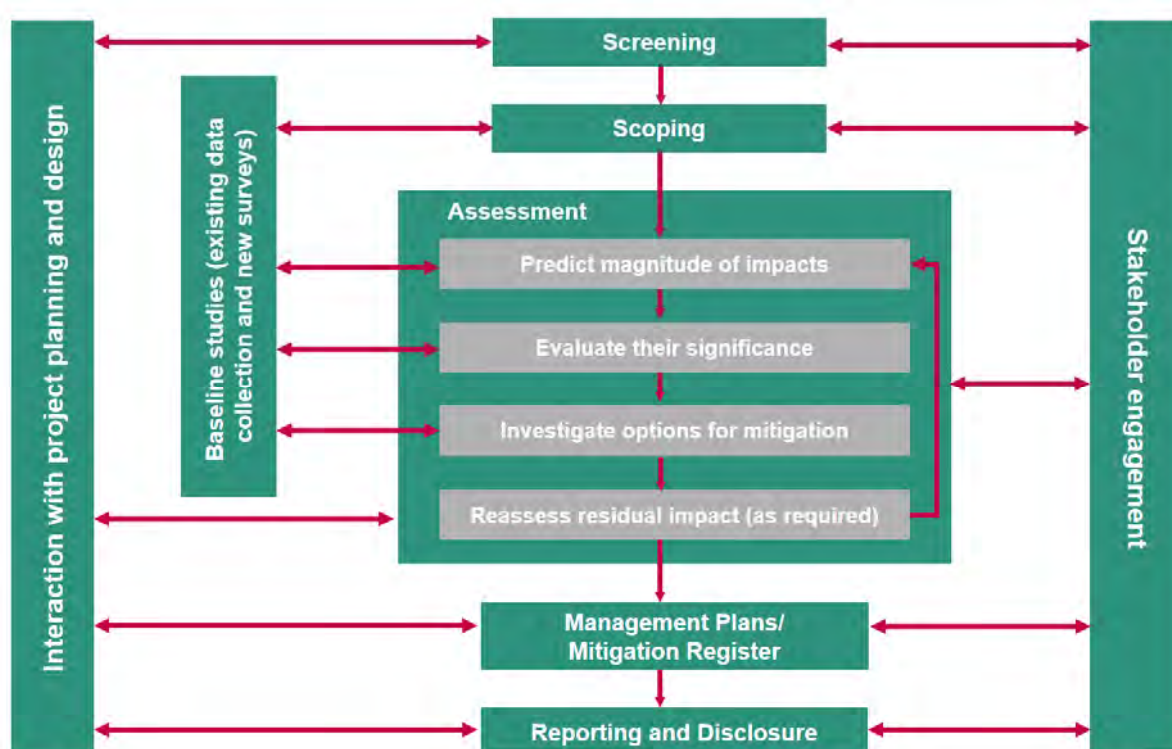 Interaction with project planning and design
Baseline studies (existing data
collection and new surveys)
Screening
Scoping
Assessment
Predict magnitude of impacts
Evaluate their significance
Investigate options for mitigation
Reassess residual impact (as required)
Management Plans/
Mitigation Register
Reporting and Disclosure
Stakeholder engagement